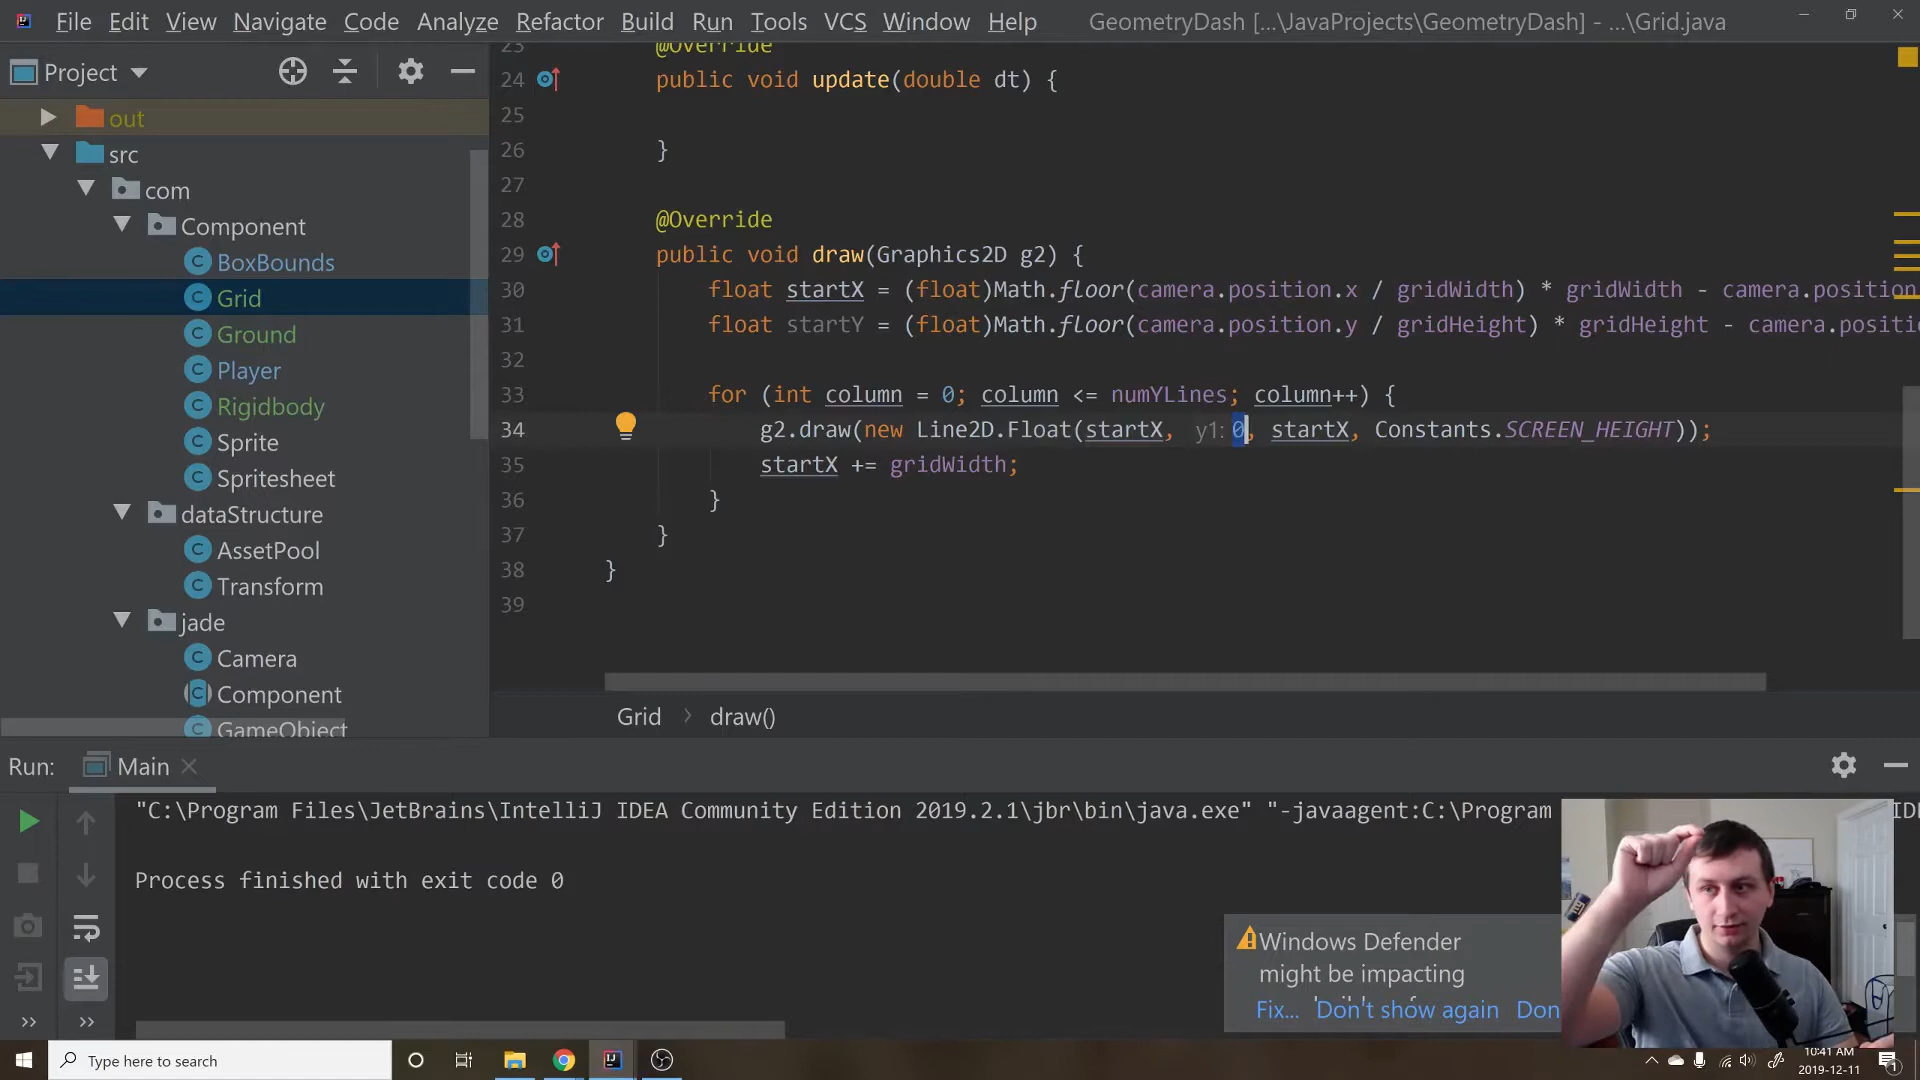 File Edit View Navigate Code Analyze Refactor Build Run Tools VCS Window Help GeometryDash [...\JavaProjects\GeometryDash] - ...\Grid.java
Project
out
src
com
Component
BoxBounds
Grid
Ground
Player
Rigidbody
Sprite
Spritesheet
dataStructure
AssetPool
Transform
jade
Camera
Component
GameObject
23 @Override
24 public void update(double dt) {
25
26 }
27
28 @Override
29 public void draw(Graphics2D g2) {
30 float startX = (float)Math.floor(camera.position.x / gridWidth) * gridWidth - camera.position
31 float startY = (float)Math.floor(camera.position.y / gridHeight) * gridHeight - camera.positi
32
33 for (int column = 0; column <= numYLines; column++) {
34 g2.draw(new Line2D.Float(startX, y1: 0, startX, Constants.SCREEN_HEIGHT));
35 startX += gridWidth;
36 }
37 }
38 }
39
Grid > draw()
Run: Main
"C:\Program Files\JetBrains\IntelliJ IDEA Community Edition 2019.2.1\jbr\bin\java.exe" "-javaagent:C:\Program
Process finished with exit code 0
Windows Defender
might be impacting
Fix... Don't show again Don
Type here to search
10:41 AM
2019-12-11